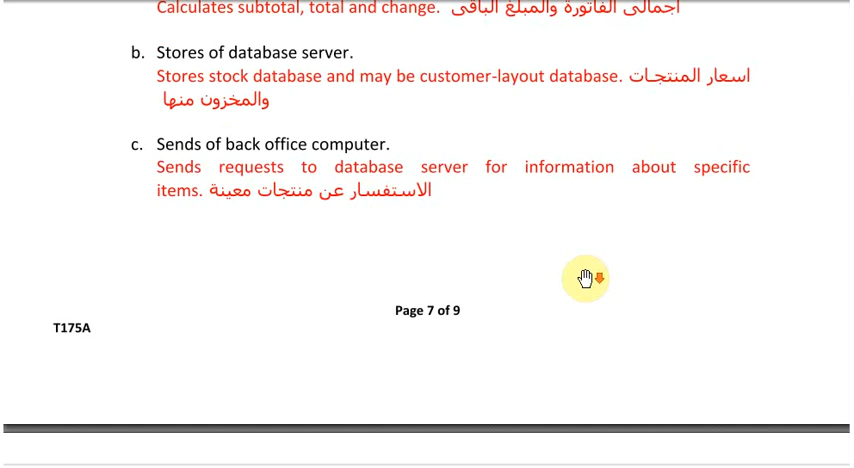 Calculates subtotal, total and change. اجمالى الفاتورة والمبلغ الباقى
b. Stores of database server.
Stores stock database and may be customer-layout database. اسعار المنتجات
والمخزون منها
c. Sends of back office computer.
Sends requests to database server for information about specific
items. الاستفسار عن منتجات معينة
Page 7 of 9
T175A